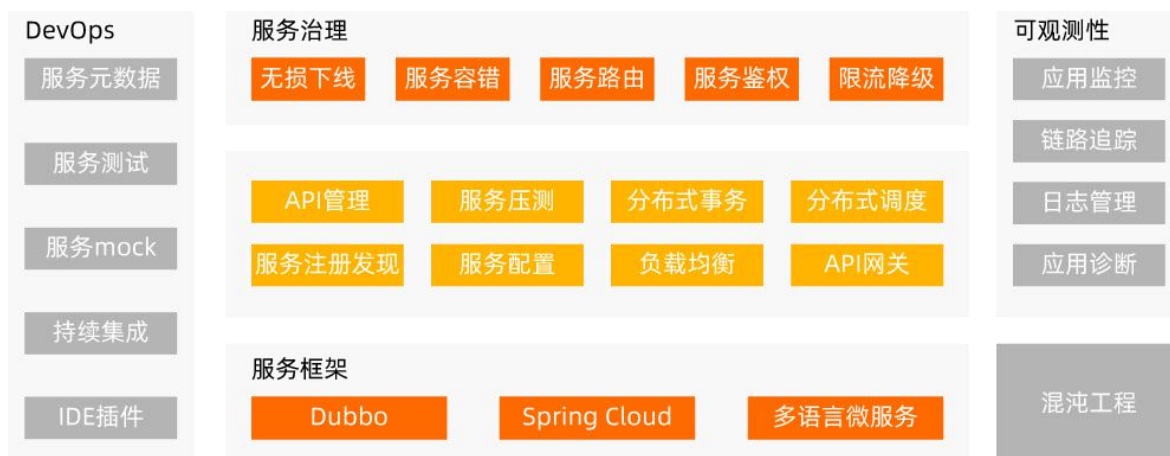 DevOps
服务元数据
服务测试
服务mock
持续集成
IDE插件
服务治理
无损下线
服务容错
服务路由
服务鉴权
限流降级
API管理
服务压测
分布式事务
分布式调度
服务注册发现
服务配置
负载均衡
API网关
服务框架
Dubbo
Spring Cloud
多语言微服务
可观测性
应用监控
链路追踪
日志管理
应用诊断
混沌工程